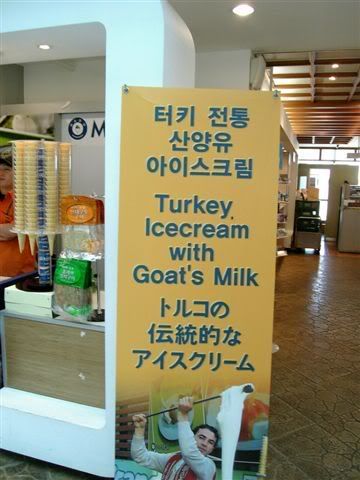 터키 전통
산양유
아이스크림
Turkey
Icecream
with
Goat's Milk
トルコの
伝統的な
アイスクリーム
M